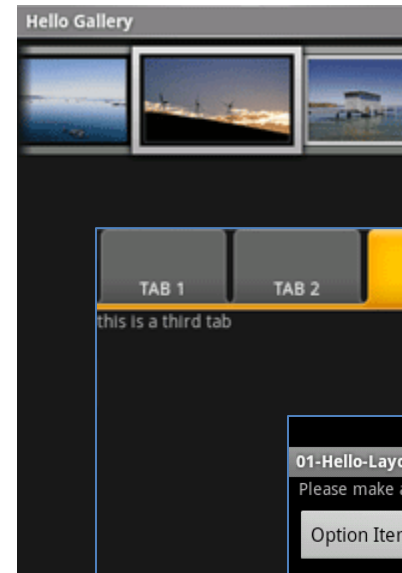 Hello Gallery
TAB 1 TAB 2
this is a third tab
01-Hello-Layo
Please make a
Option Iter